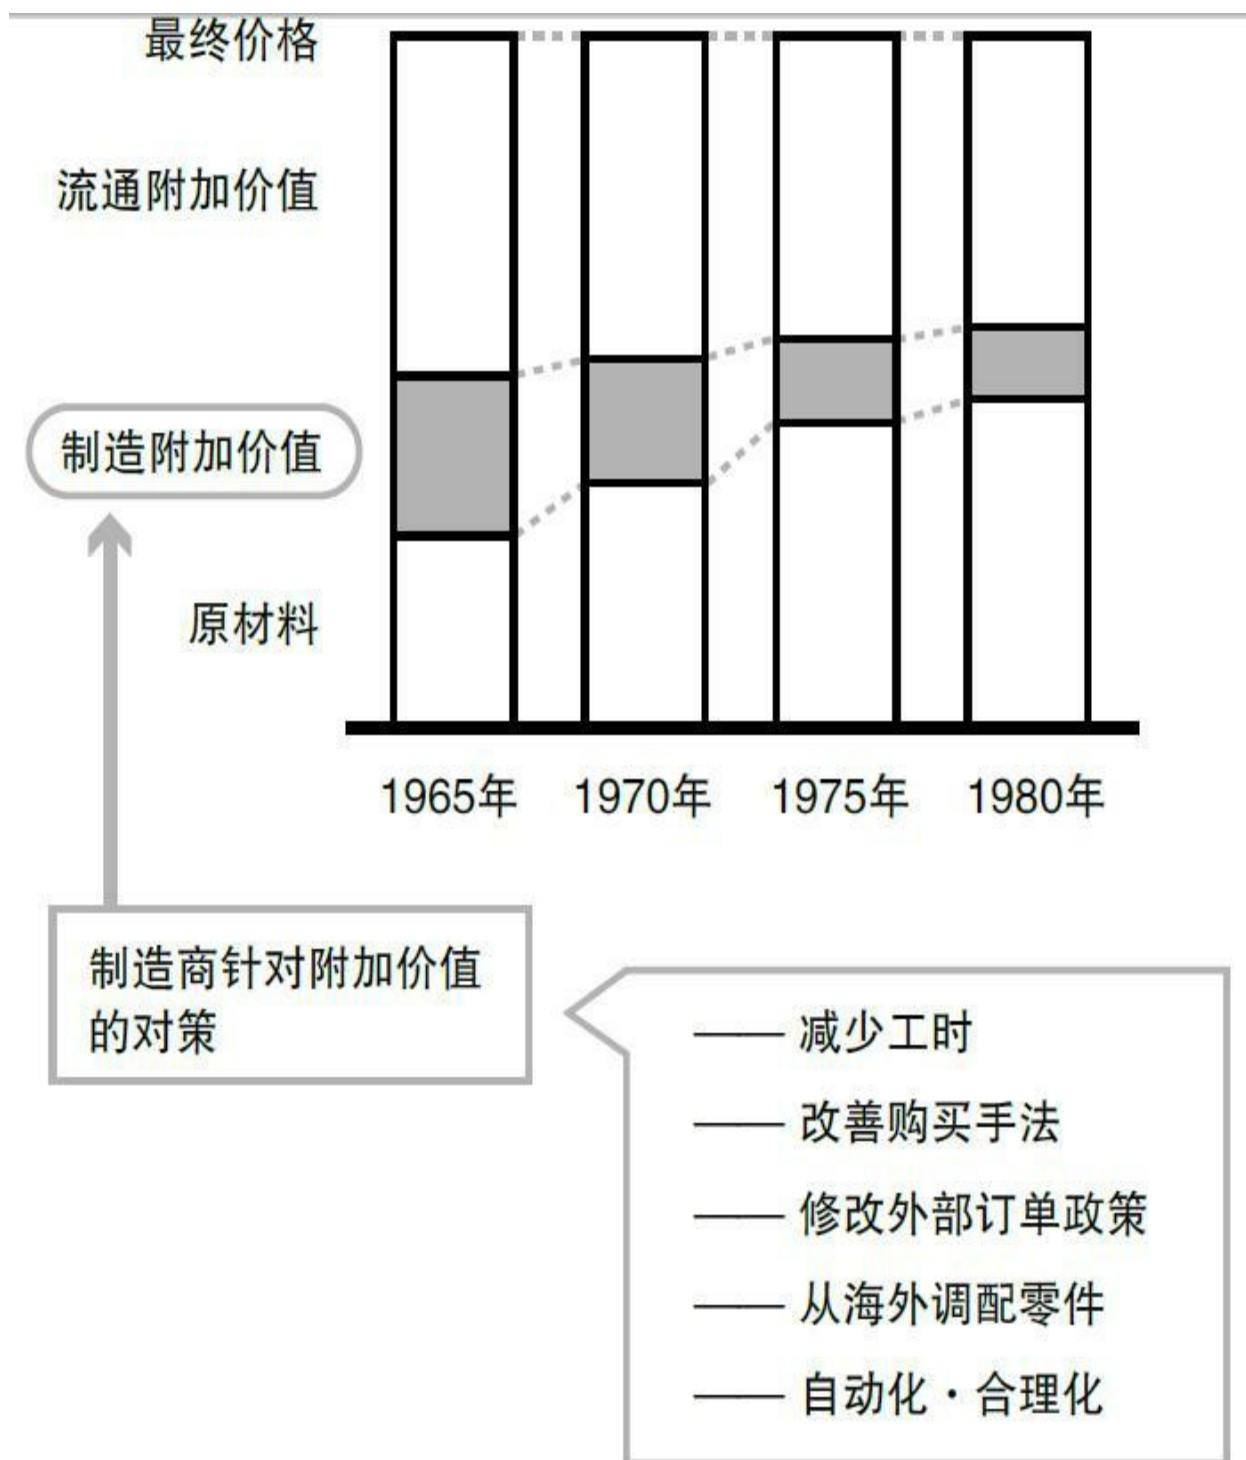 最终价格
流通附加价值
制造附加价值
原材料
1965年 1970年 1975年 1980年
制造商针对附加价值
的对策
—— 减少工时
—— 改善购买手法
—— 修改外部订单政策
—— 从海外调配零件
—— 自动化·合理化